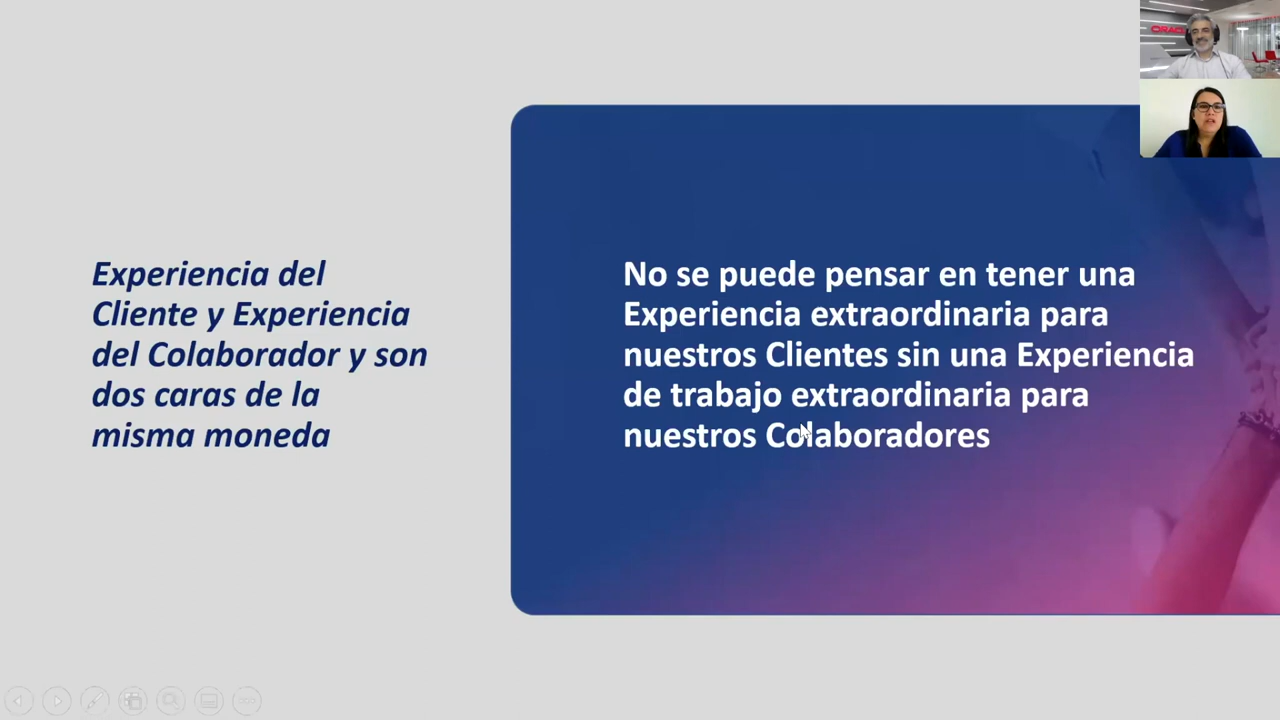 Experiencia del
Cliente y Experiencia
del Colaborador y son
dos caras de la
misma moneda
No se puede pensar en tener una
Experiencia extraordinaria para
nuestros Clientes sin una Experiencia
de trabajo extraordinaria para
nuestros Colaboradores